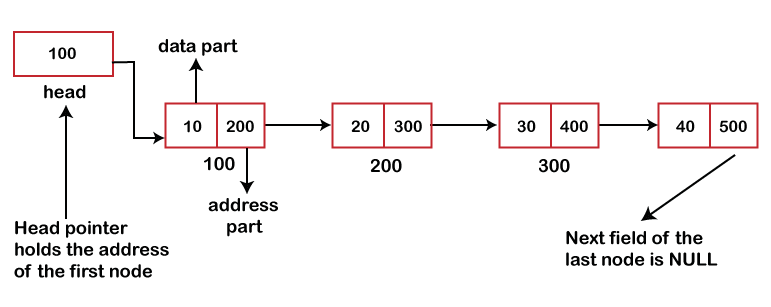 100
head
data part
10 200
100
address
part
20 300
200
30 400
300
40 500
Head pointer
holds the address
of the first node
Next field of the
last node is NULL